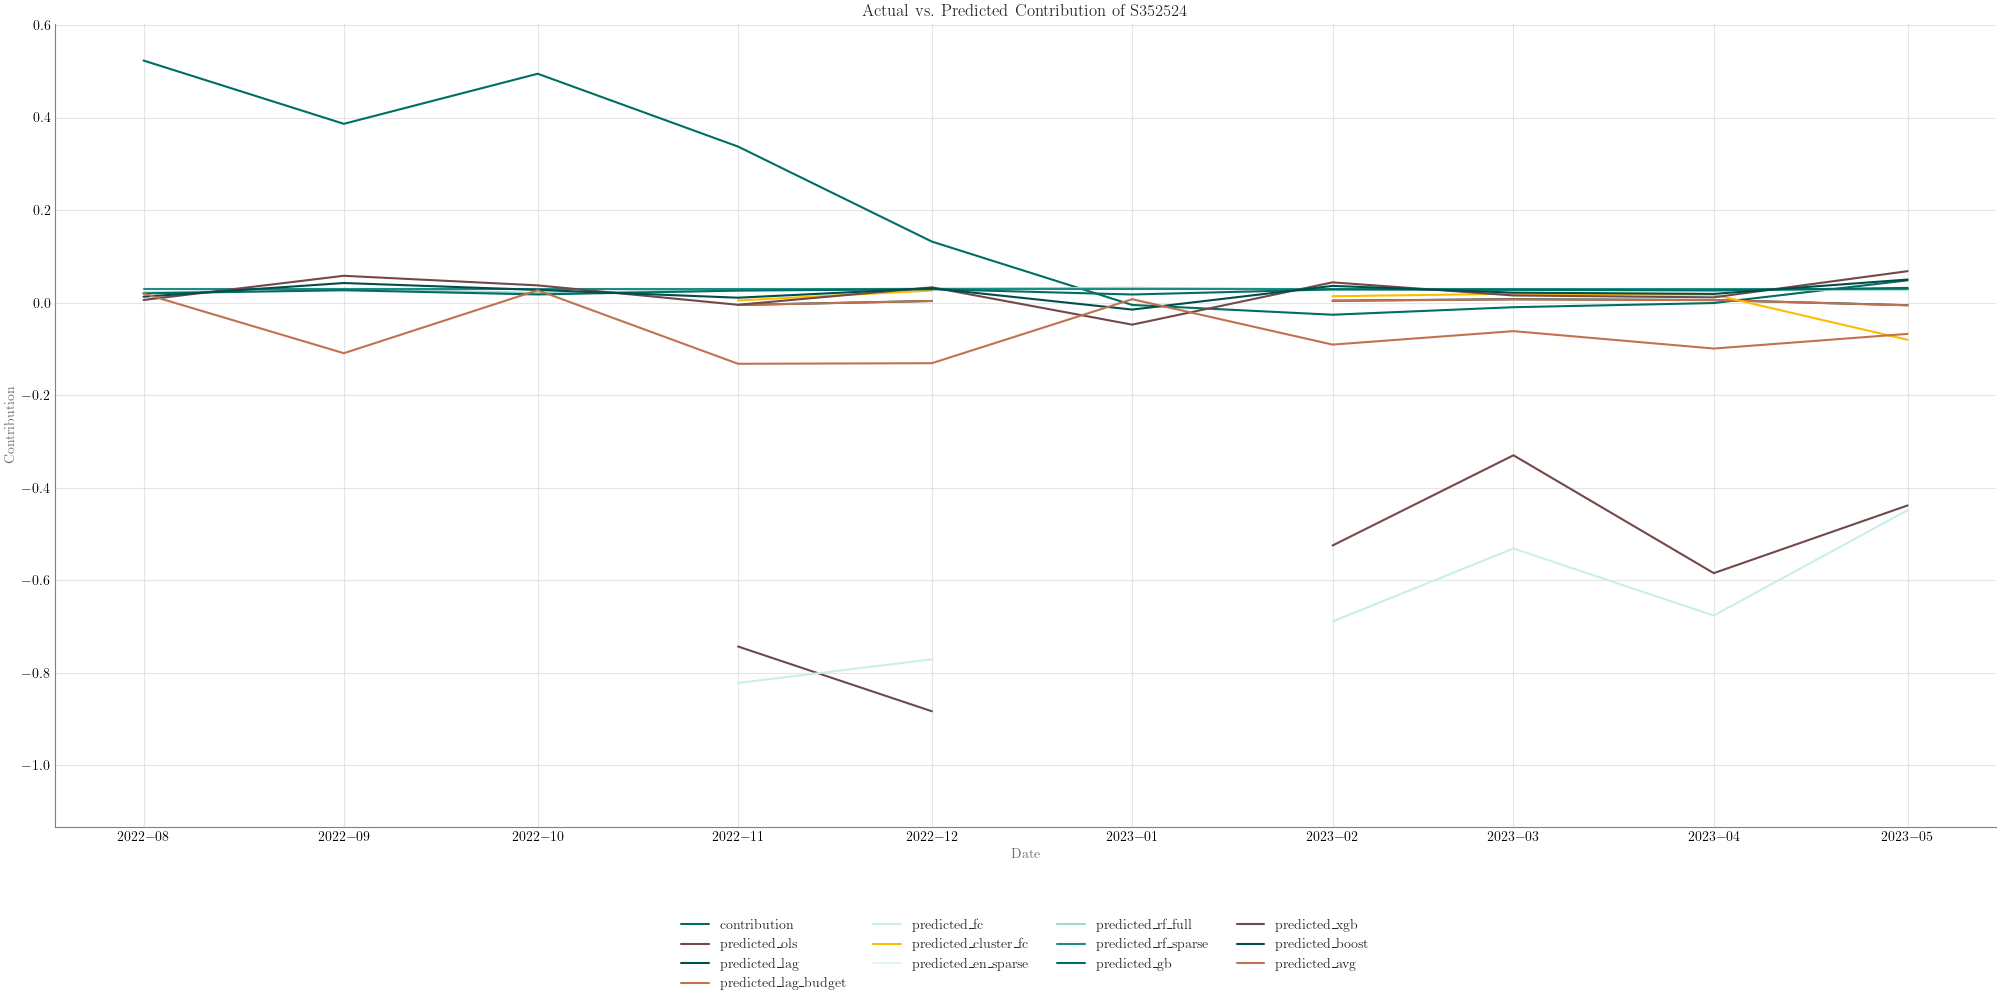 Actual vs. Predicted Contribution of S352524
0.6
0.4
0.2
0.0
−0.2
−0.4
−0.6
−0.8
−1.0
Contribution
2022−08 2022−09 2022−10 2022−11 2022−12 2023−01 2023−02 2023−03 2023−04 2023−05
Date
contribution predicted_fc predicted_rf_full predicted_xgb
predicted_ols predicted_cluster_fc predicted_rf_sparse predicted_boost
predicted_lag predicted_en_sparse predicted_gb predicted_avg
predicted_lag_budget